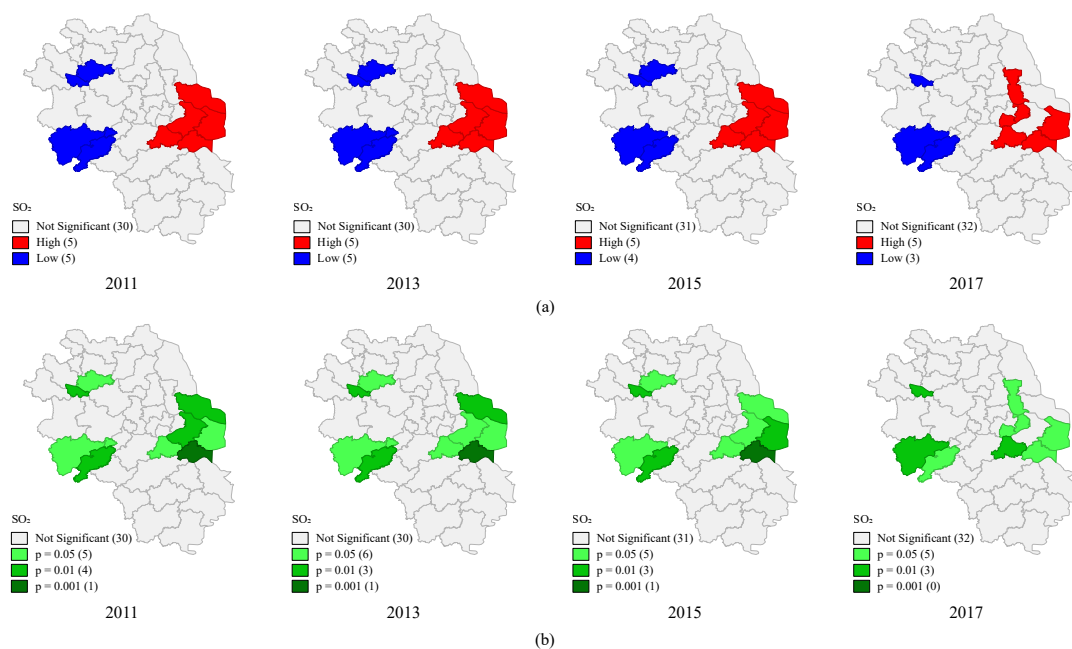 SO₂
Not Significant (30)
High (5)
Low (5)
2011
SO₂
Not Significant (30)
High (5)
Low (5)
2013
SO₂
Not Significant (31)
High (5)
Low (4)
2015
SO₂
Not Significant (32)
High (5)
Low (3)
2017
(a)
SO₂
Not Significant (30)
p = 0.05 (5)
p = 0.01 (4)
p = 0.001 (1)
2011
SO₂
Not Significant (30)
p = 0.05 (6)
p = 0.01 (3)
p = 0.001 (1)
2013
SO₂
Not Significant (31)
p = 0.05 (5)
p = 0.01 (3)
p = 0.001 (1)
2015
SO₂
Not Significant (32)
p = 0.05 (5)
p = 0.01 (3)
p = 0.001 (0)
2017
(b)